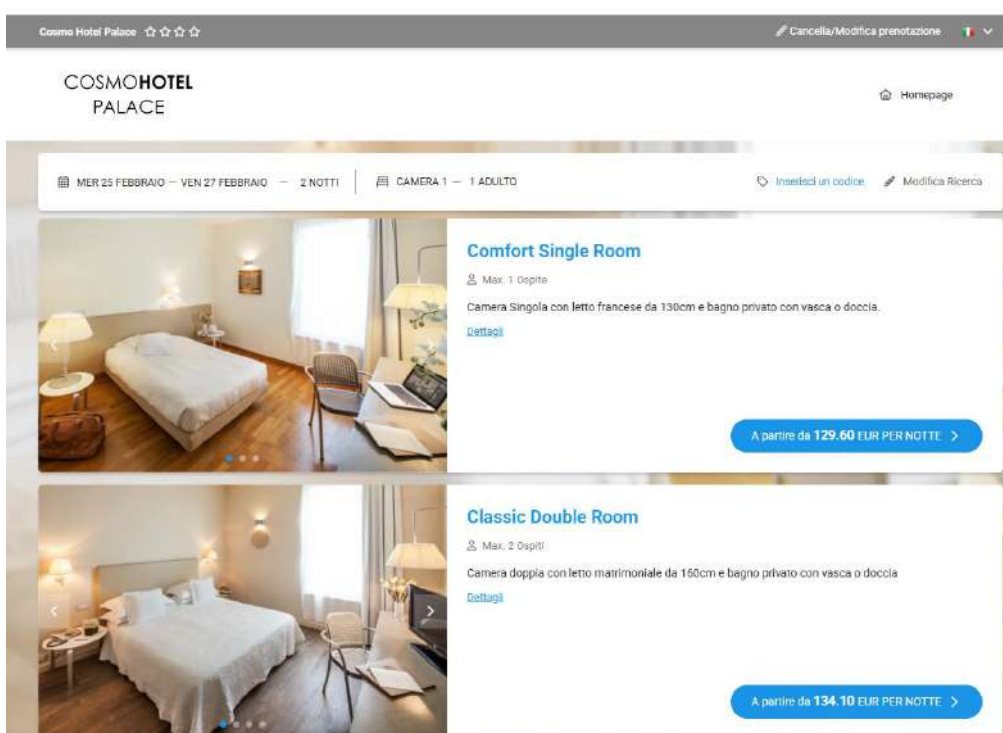 Cosmo Hotel Palace
Cancella/Modifica prenotazione
COSMOHOTEL
PALACE
Homepage
MER 25 FEBBRAIO — VEN 27 FEBBRAIO — 2 NOTTI
CAMERA 1 — 1 ADULTO
Inserisci un codice
Modifica Ricerca
Comfort Single Room
Max. 1 Ospite
Camera Singola con letto francese da 130cm e bagno privato con vasca o doccia.
Dettagli
A partire da 129.60 EUR PER NOTTE
Classic Double Room
Max. 2 Ospiti
Camera doppia con letto matrimoniale da 160cm e bagno privato con vasca o doccia
Dettagli
A partire da 134.10 EUR PER NOTTE